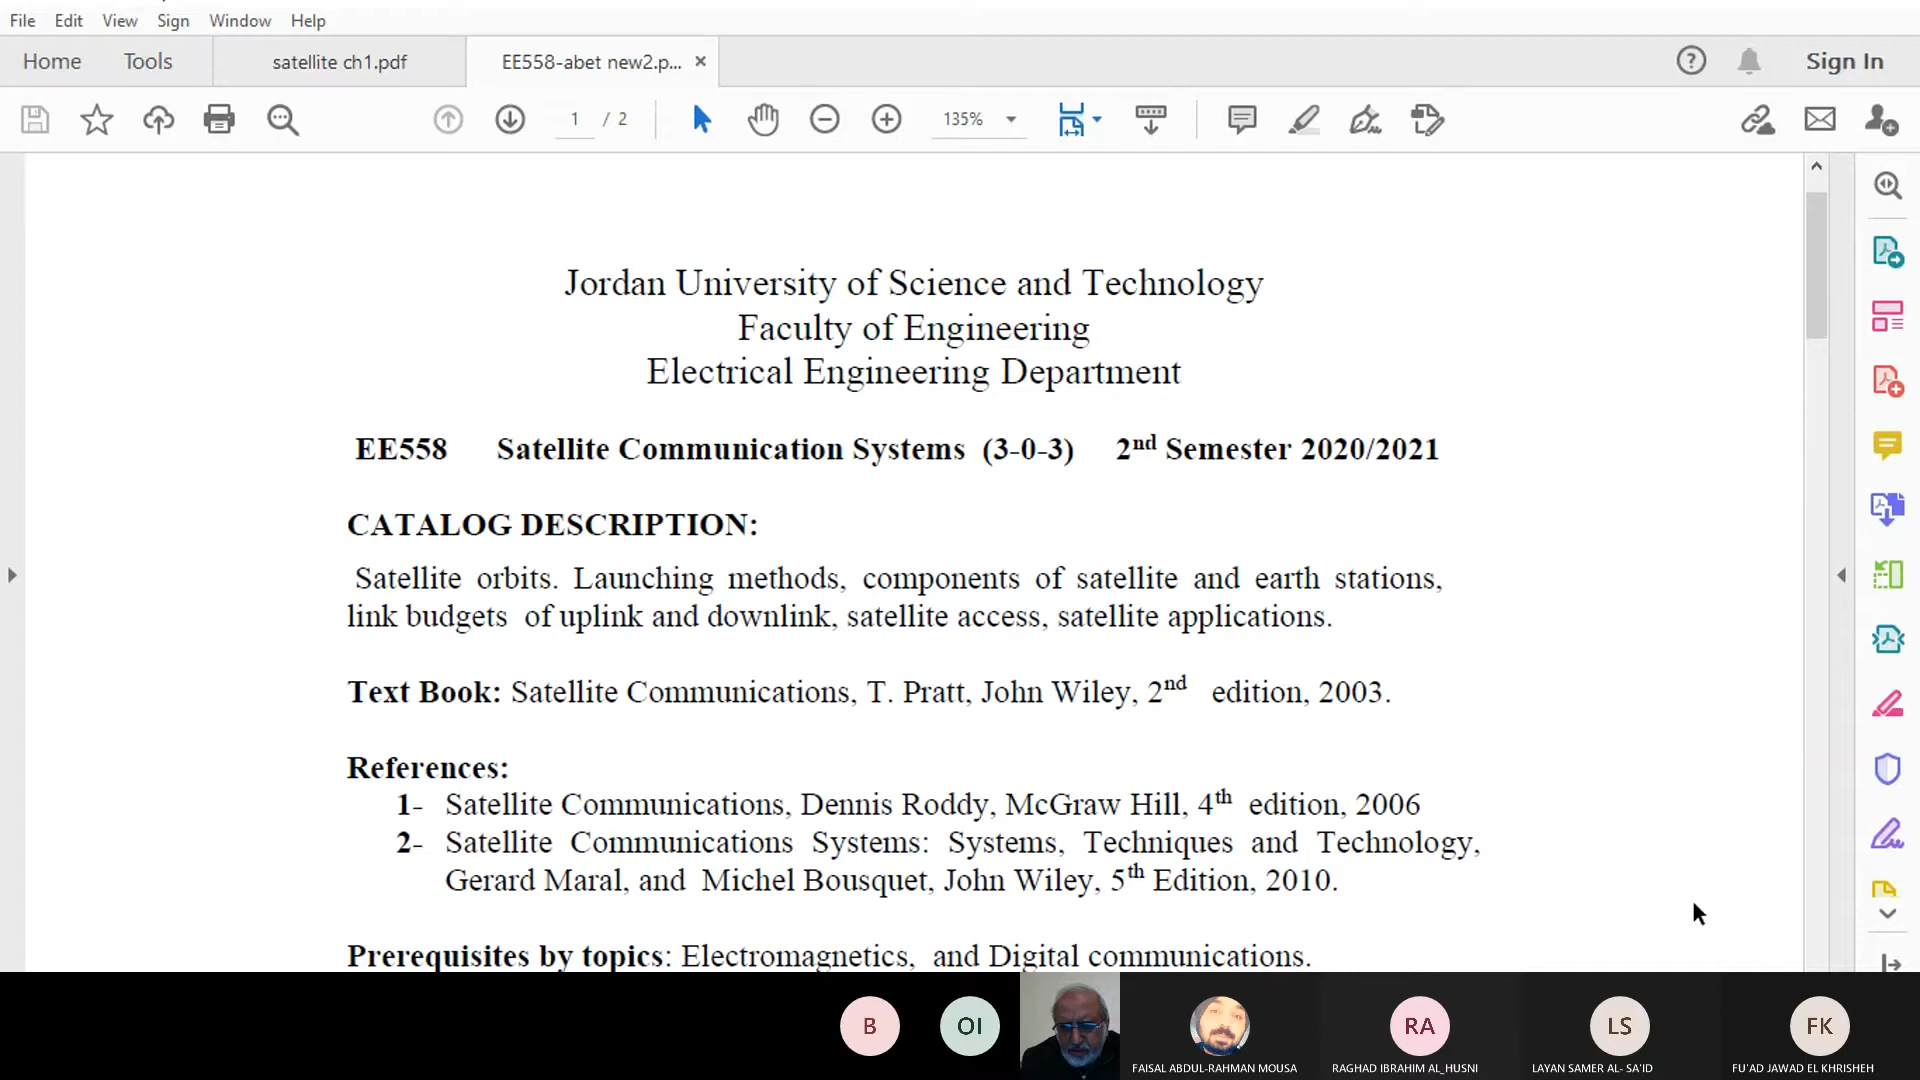 File Edit View Sign Window Help
Home Tools satellite ch1.pdf EE558-abet new2.p... Sign In
1 / 2 135%
Jordan University of Science and Technology
Faculty of Engineering
Electrical Engineering Department
EE558 Satellite Communication Systems (3-0-3) 2nd Semester 2020/2021
CATALOG DESCRIPTION:
Satellite orbits. Launching methods, components of satellite and earth stations,
link budgets of uplink and downlink, satellite access, satellite applications.
Text Book: Satellite Communications, T. Pratt, John Wiley, 2nd edition, 2003.
References:
1- Satellite Communications, Dennis Roddy, McGraw Hill, 4th edition, 2006
2- Satellite Communications Systems: Systems, Techniques and Technology,
Gerard Maral, and Michel Bousquet, John Wiley, 5th Edition, 2010.
Prerequisites by topics: Electromagnetics, and Digital communications.
B OI RA LS FK
FAISAL ABDUL-RAHMAN MOUSA RAGHAD IBRAHIM AL_HUSNI LAYAN SAMER AL- SA'ID FU'AD JAWAD EL KHRISHEH